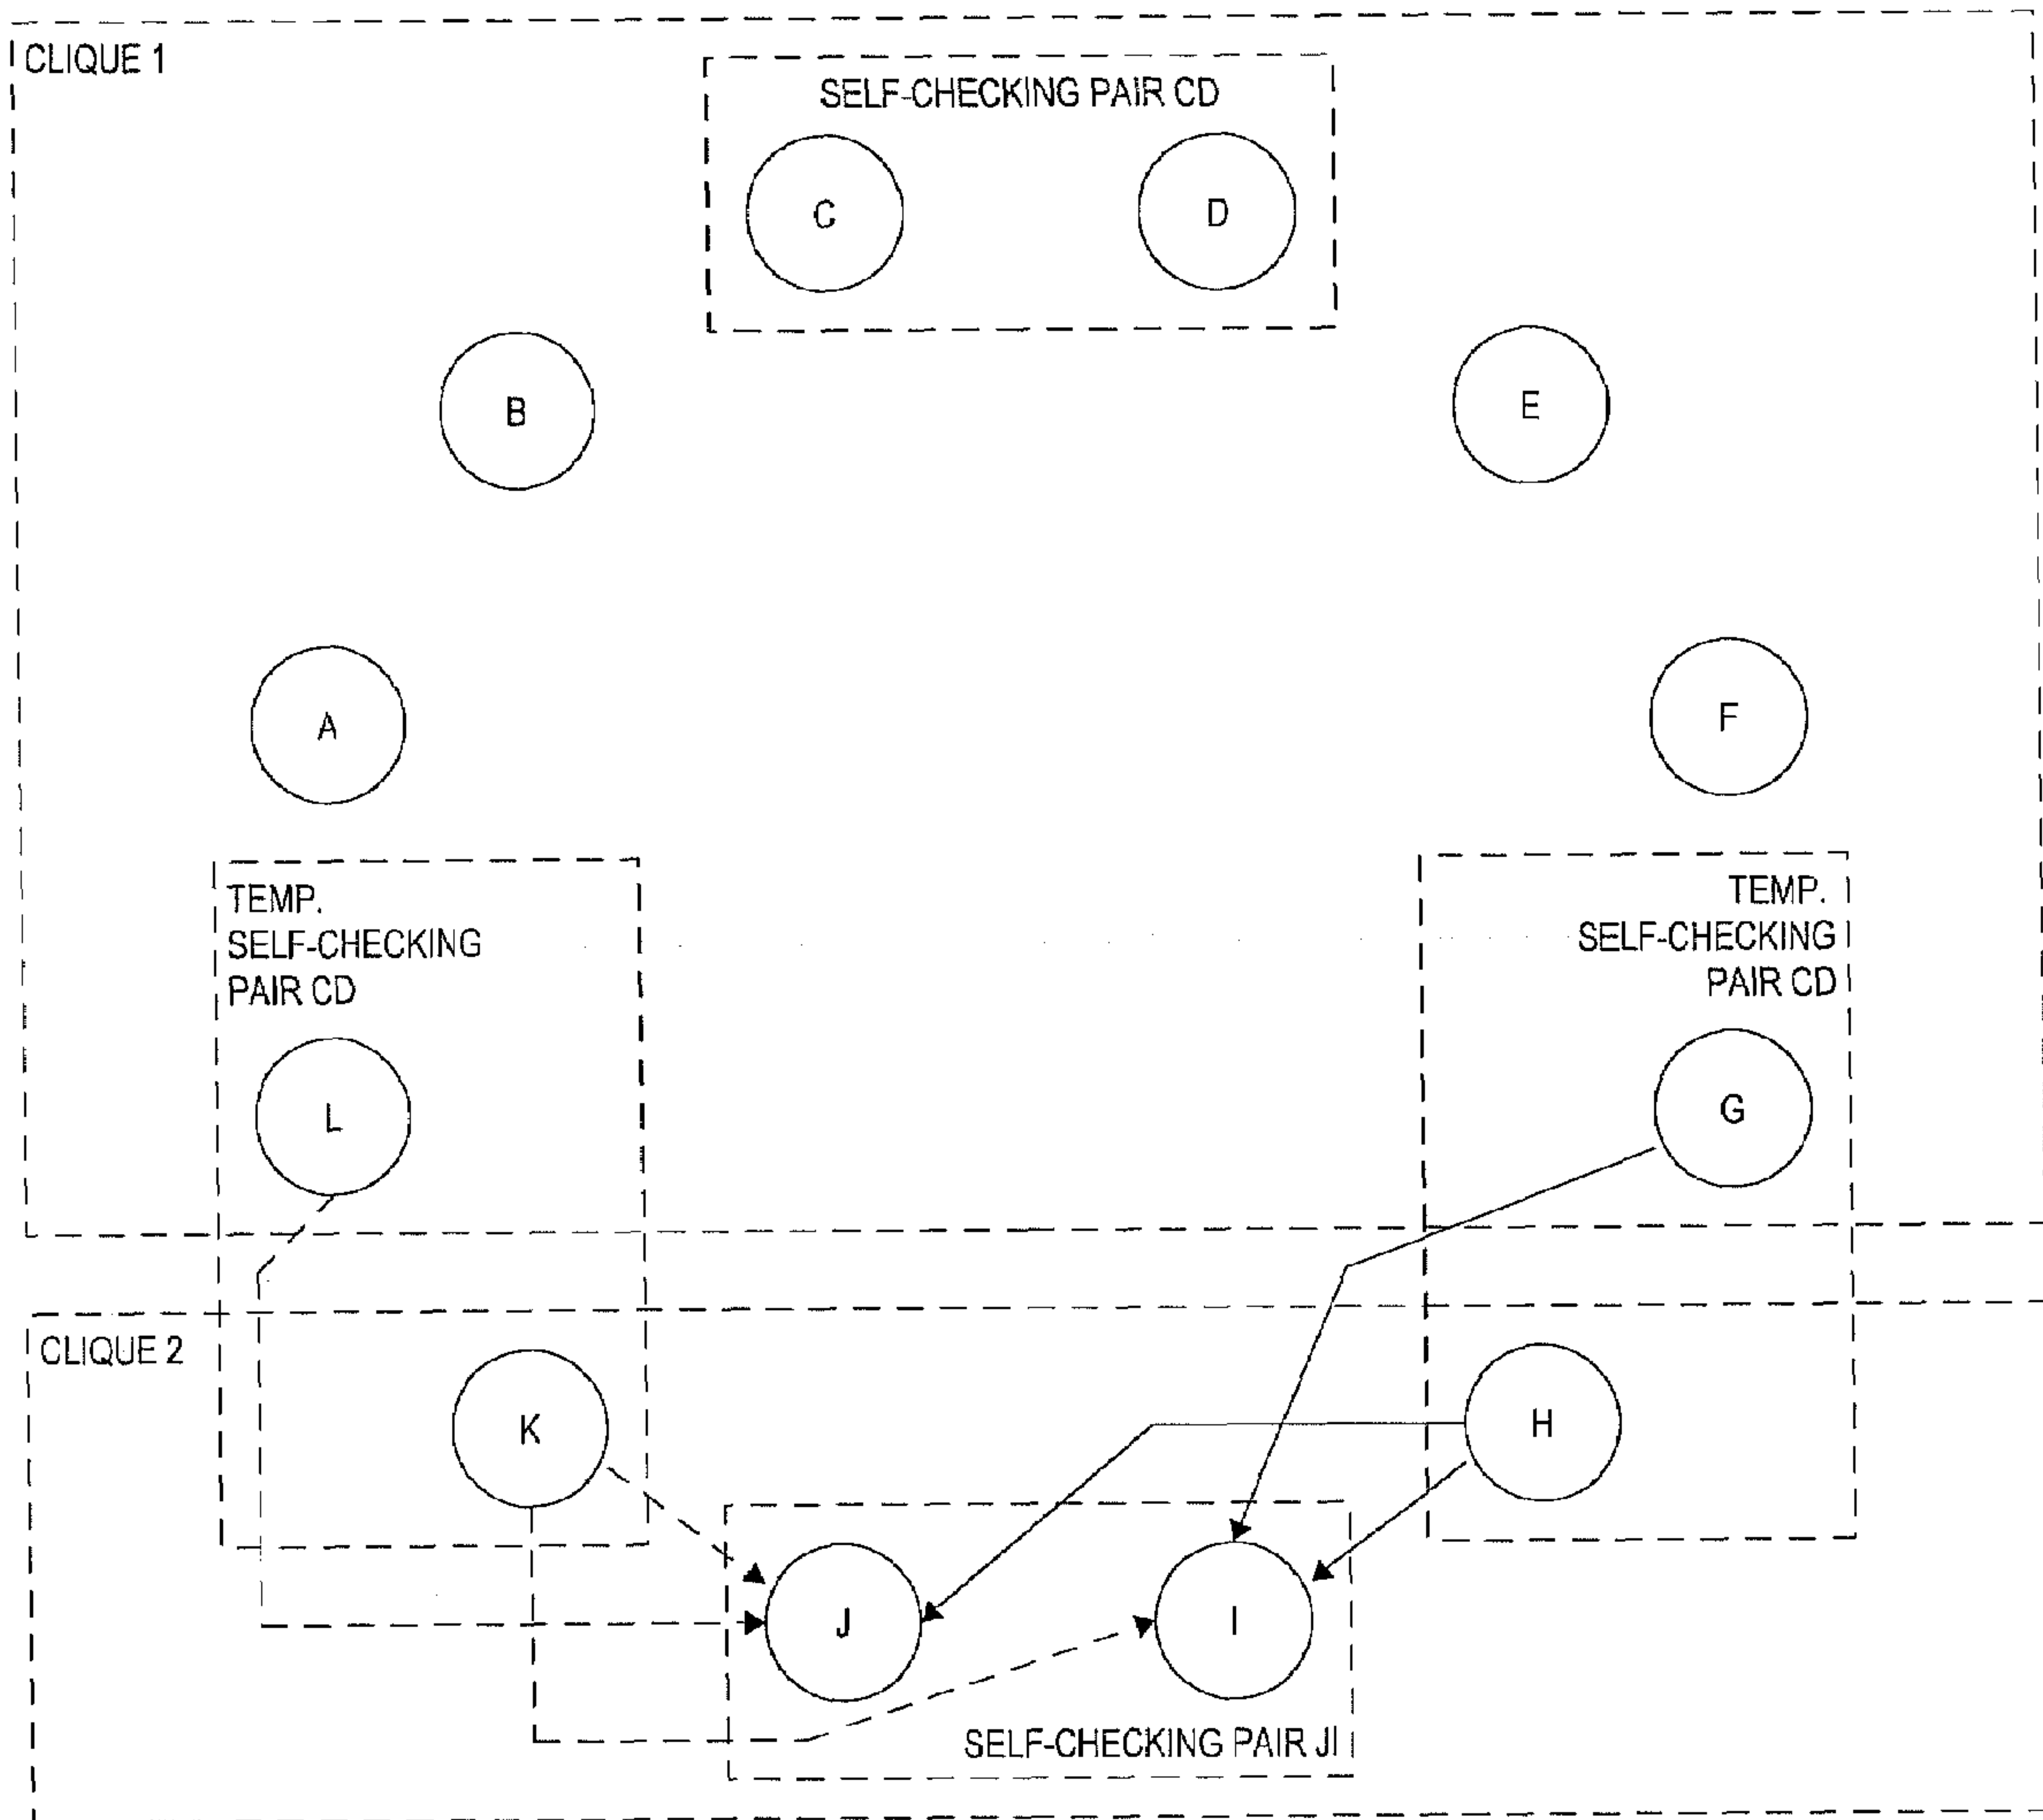 CLIQUE 1
SELF-CHECKING PAIR CD
C
D
B
E
A
F
TEMP.
SELF-CHECKING
PAIR CD
TEMP.
SELF-CHECKING
PAIR CD
L
G
CLIQUE 2
K
H
J
I
SELF-CHECKING PAIR JI